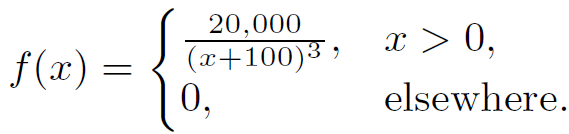 f(x) = { 20,000 / (x+100)³, x > 0,
0, elsewhere.